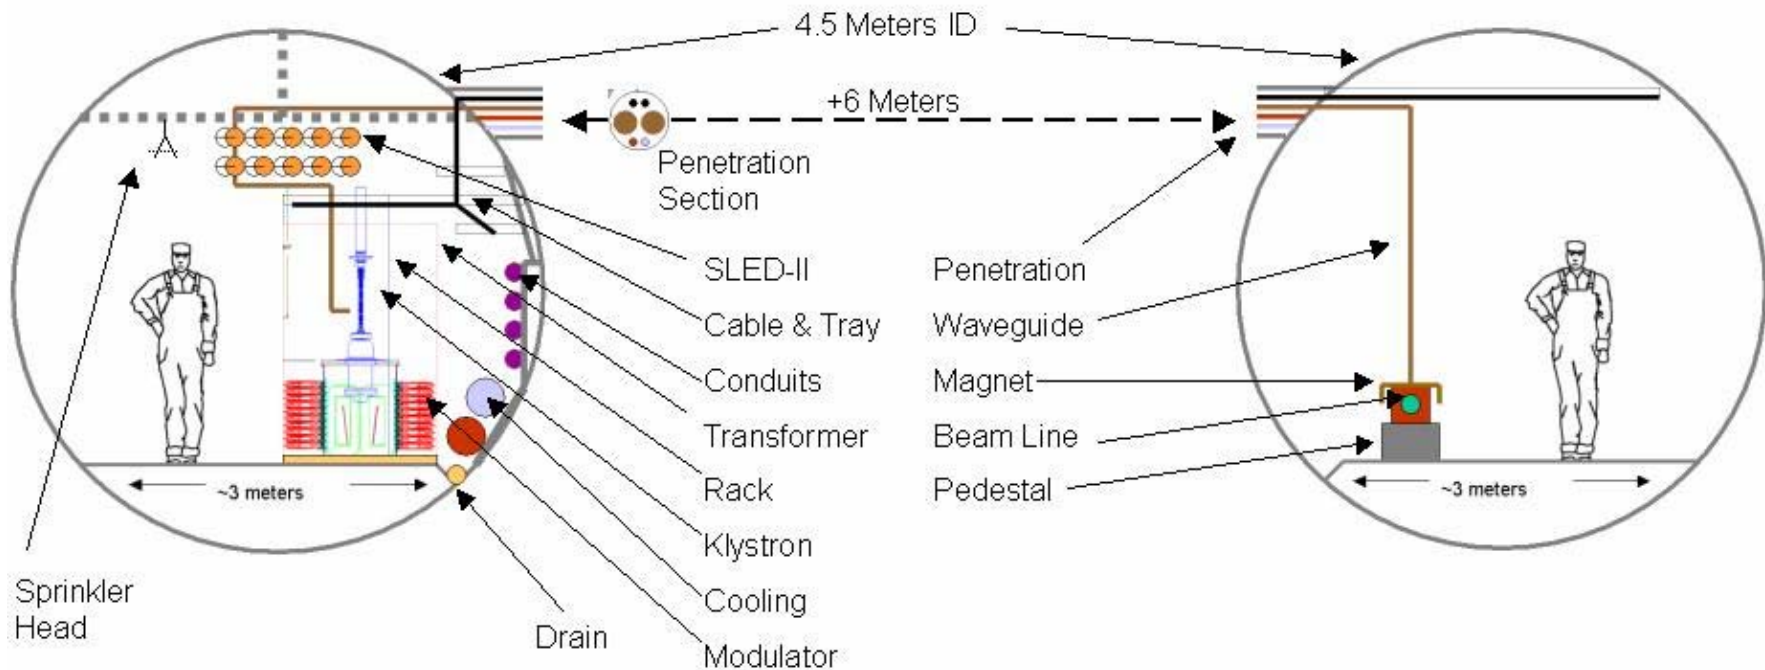 4.5 Meters ID
+6 Meters
Penetration
Section
SLED-II
Cable & Tray
Conduits
Transformer
Rack
Klystron
Cooling
Modulator
Penetration
Waveguide
Magnet
Beam Line
Pedestal
~3 meters
~3 meters
Sprinkler
Head
Drain